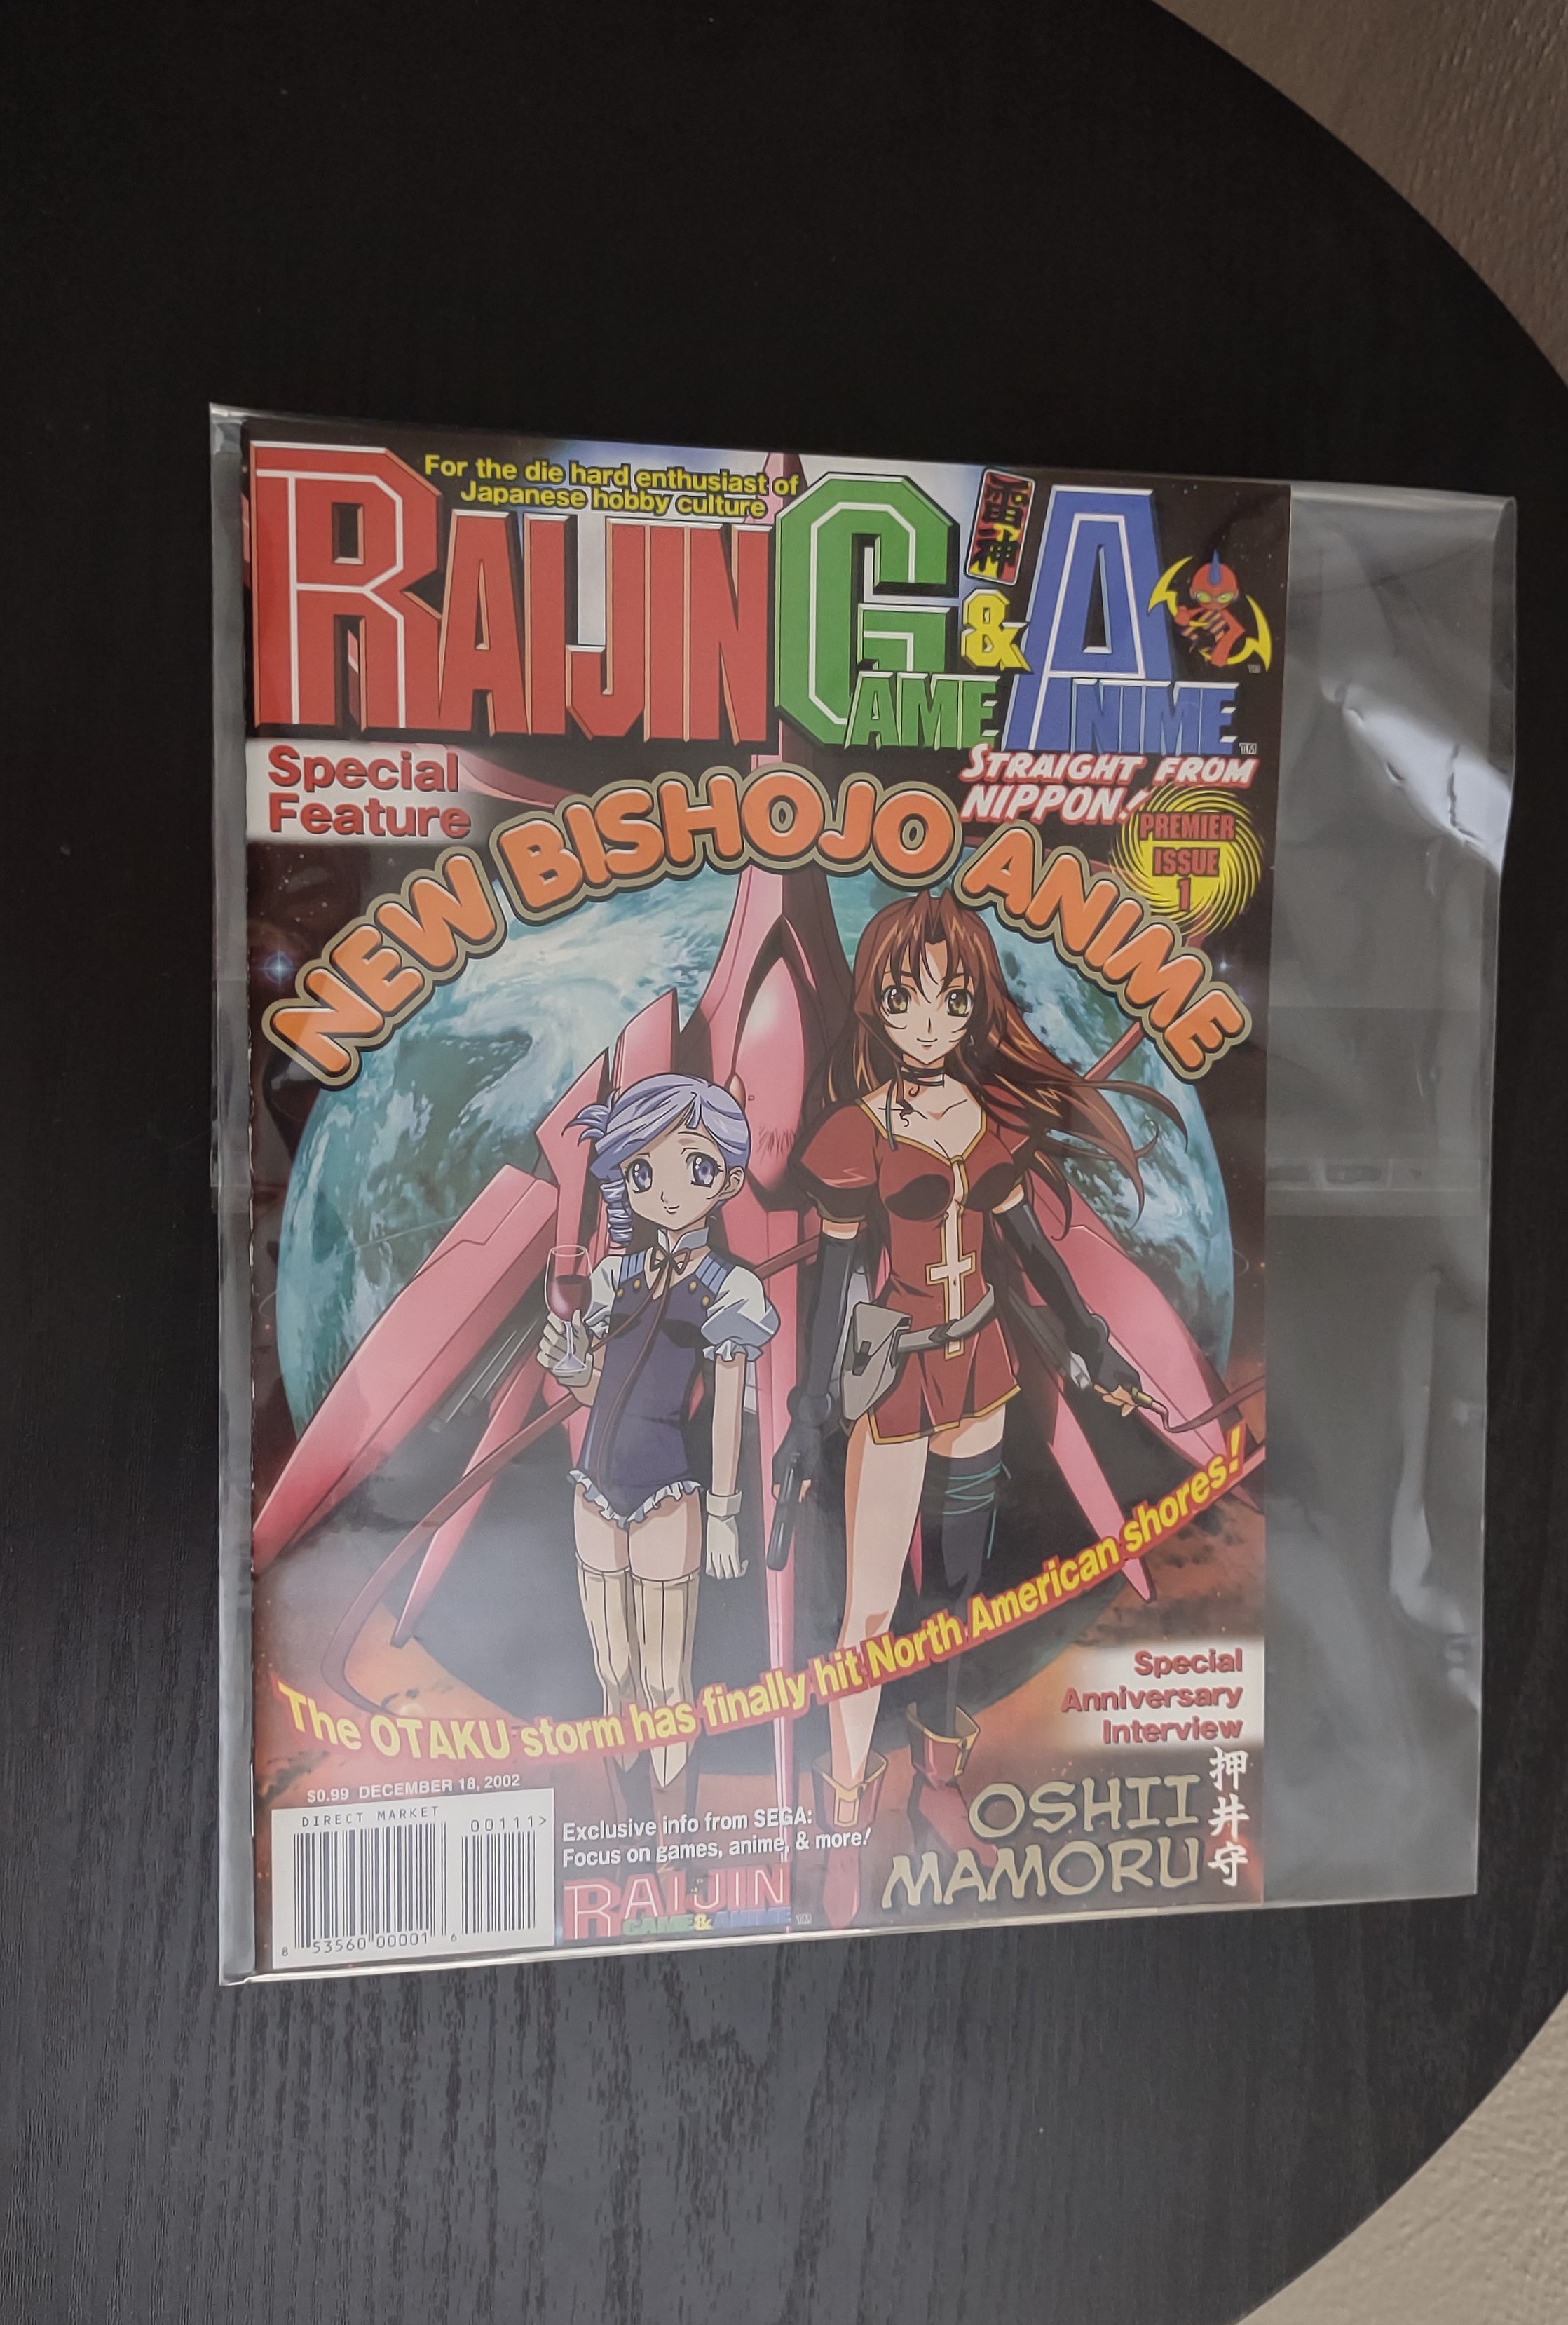 For the die hard enthusiast of
Japanese hobby culture
RAIJIN GAME & ANIME
雷神
TM
TM
STRAIGHT FROM
NIPPON!
PREMIER
ISSUE
1
Special
Feature
NEW BISHOJO ANIME
The OTAKU storm has finally hit North American shores!
Special
Anniversary
Interview
OSHII
MAMORU
押井守
$0.99 DECEMBER 18, 2002
DIRECT MARKET
00111>
8 53560 00001 6
Exclusive info from SEGA:
Focus on games, anime, & more!
RAIJIN
GAME & ANIME
TM